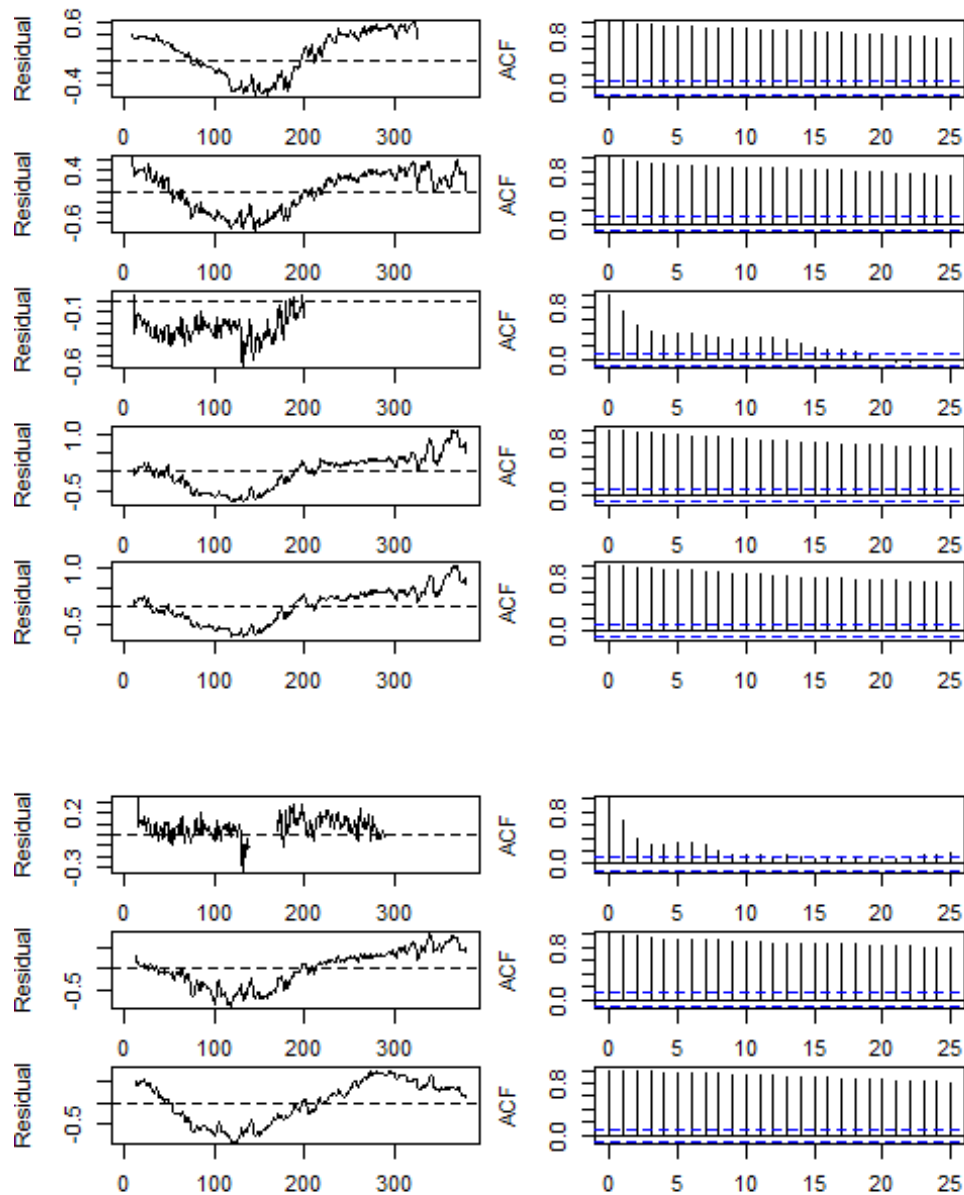 Residual -0.4 0.6 ACF 0.0 0.8
0 100 200 300 0 5 10 15 20 25
Residual -0.6 0.4 ACF 0.0 0.8
0 100 200 300 0 5 10 15 20 25
Residual -0.6 -0.1 ACF 0.0 0.8
0 100 200 300 0 5 10 15 20 25
Residual -0.5 1.0 ACF 0.0 0.8
0 100 200 300 0 5 10 15 20 25
Residual -0.5 1.0 ACF 0.0 0.8
0 100 200 300 0 5 10 15 20 25
Residual -0.3 0.2 ACF 0.0 0.8
0 100 200 300 0 5 10 15 20 25
Residual -0.5 ACF 0.0 0.8
0 100 200 300 0 5 10 15 20 25
Residual -0.5 ACF 0.0 0.8
0 100 200 300 0 5 10 15 20 25